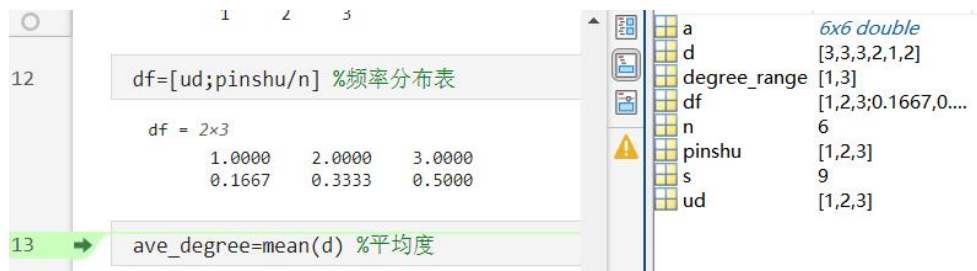 1 2 3
12 df=[ud;pinshu/n] %频率分布表
df = 2×3
1.0000 2.0000 3.0000
0.1667 0.3333 0.5000
13 ave_degree=mean(d) %平均度
a 6x6 double
d [3,3,3,2,1,2]
degree_range [1,3]
df [1,2,3;0.1667,0....
n 6
pinshu [1,2,3]
s 9
ud [1,2,3]